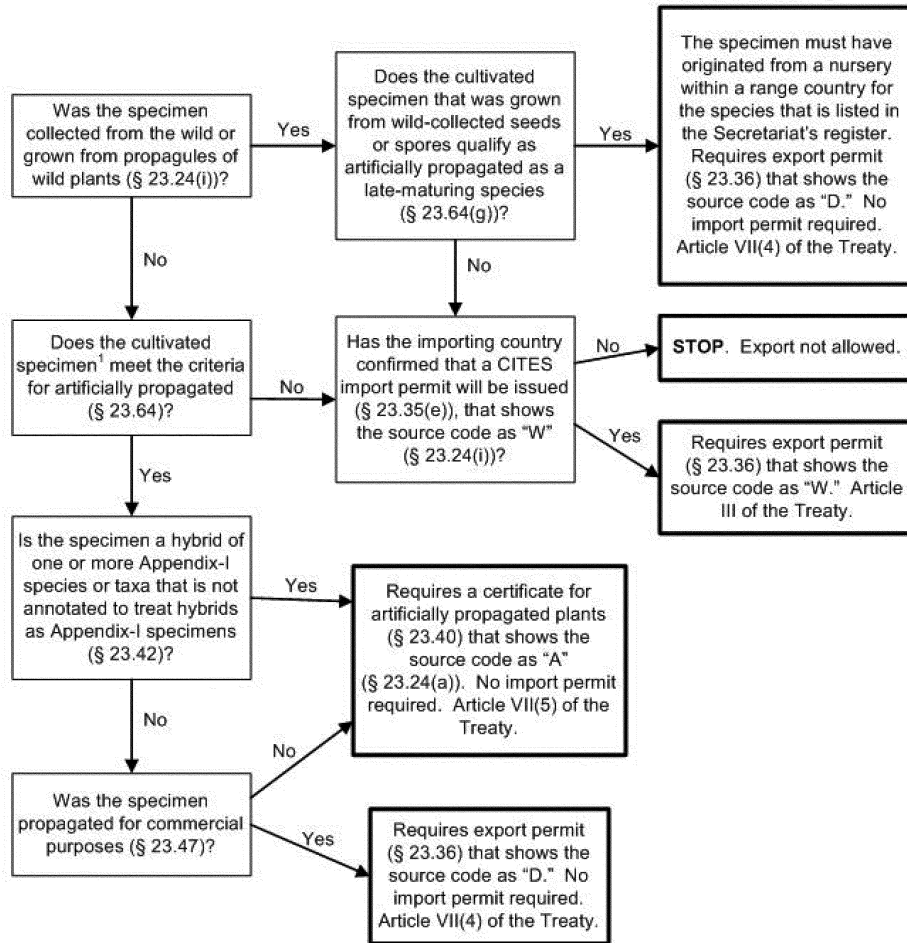 Was the specimen
collected from the wild or
grown from propagules of
wild plants (§ 23.24(i))?
Yes
Does the cultivated
specimen that was grown
from wild-collected seeds
or spores qualify as
artificially propagated as a
late-maturing species
(§ 23.64(g))?
Yes
The specimen must have
originated from a nursery
within a range country for
the species that is listed in
the Secretariat's register.
Requires export permit
(§ 23.36) that shows the
source code as “D.” No
import permit required.
Article VII(4) of the Treaty.
No
No
Does the cultivated
specimen¹ meet the criteria
for artificially propagated
(§ 23.64)?
No
Has the importing country
confirmed that a CITES
import permit will be issued
(§ 23.35(e)), that shows
the source code as “W”
(§ 23.24(i))?
No
STOP. Export not allowed.
Yes
Requires export permit
(§ 23.36) that shows the
source code as “W.” Article
III of the Treaty.
Yes
Is the specimen a hybrid of
one or more Appendix-I
species or taxa that is not
annotated to treat hybrids
as Appendix-I specimens
(§ 23.42)?
Yes
Requires a certificate for
artificially propagated plants
(§ 23.40) that shows the
source code as “A”
(§ 23.24(a)). No import permit
required. Article VII(5) of the
Treaty.
No
No
Was the specimen
propagated for commercial
purposes (§ 23.47)?
Yes
Requires export permit
(§ 23.36) that shows the
source code as “D.” No
import permit required.
Article VII(4) of the Treaty.